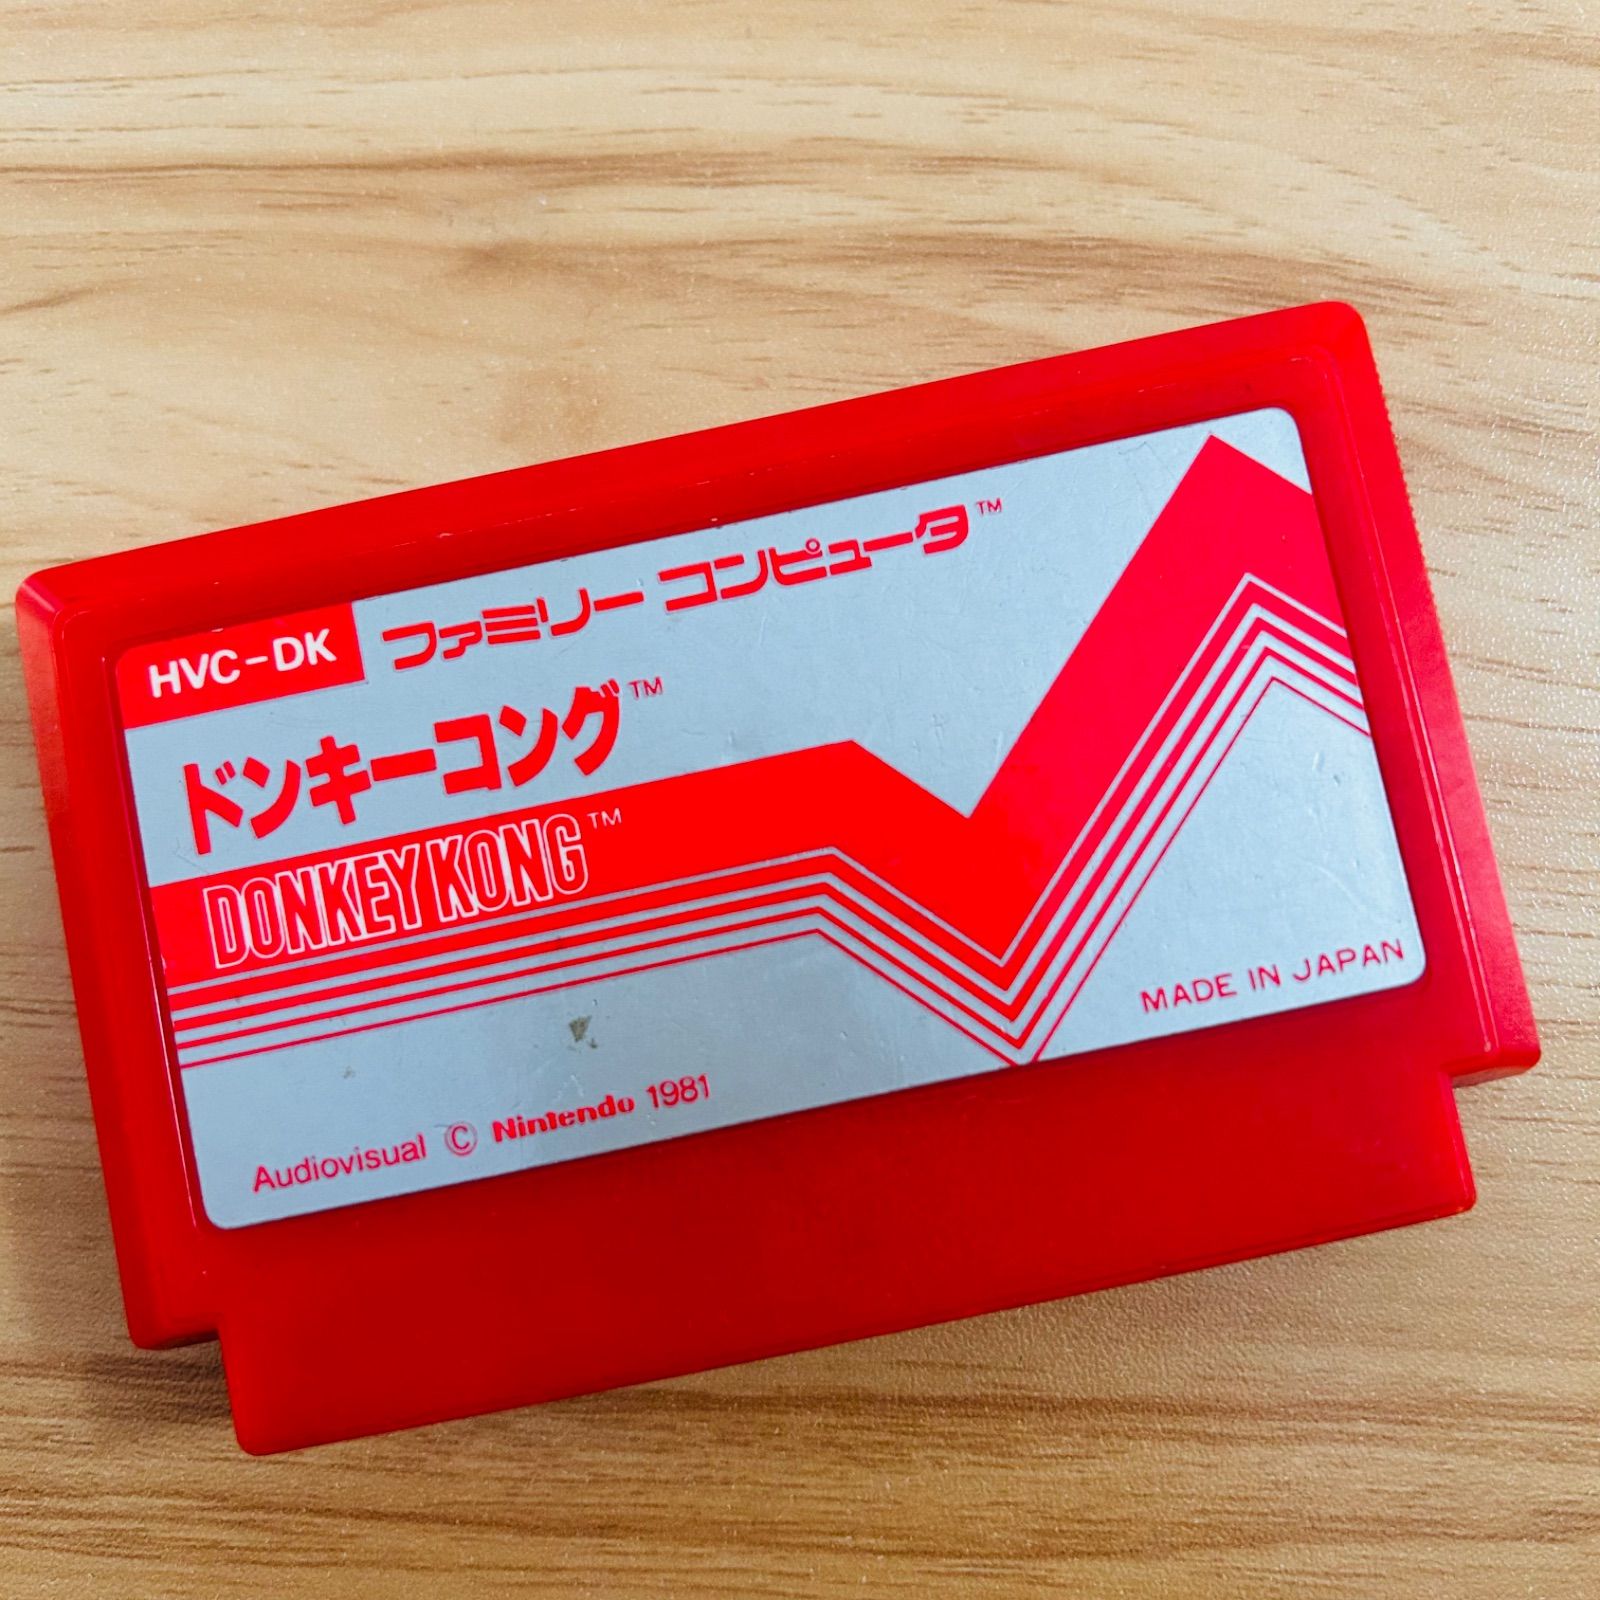 HVC-DK
ファミリー コンピュータ™
ドンキーコング™
DONKEY KONG™
MADE IN JAPAN
Audiovisual © Nintendo 1981